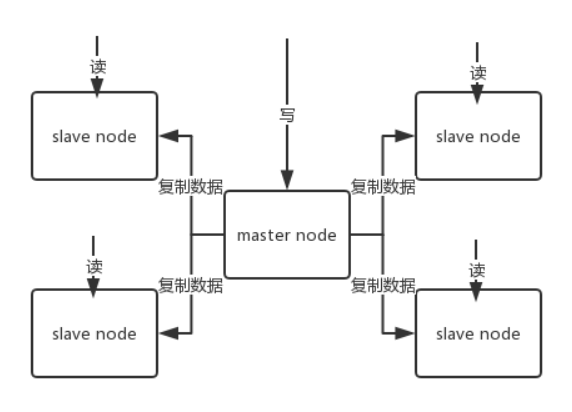 读
写
读
slave node
slave node
复制数据
复制数据
master node
读
读
复制数据
复制数据
slave node
slave node